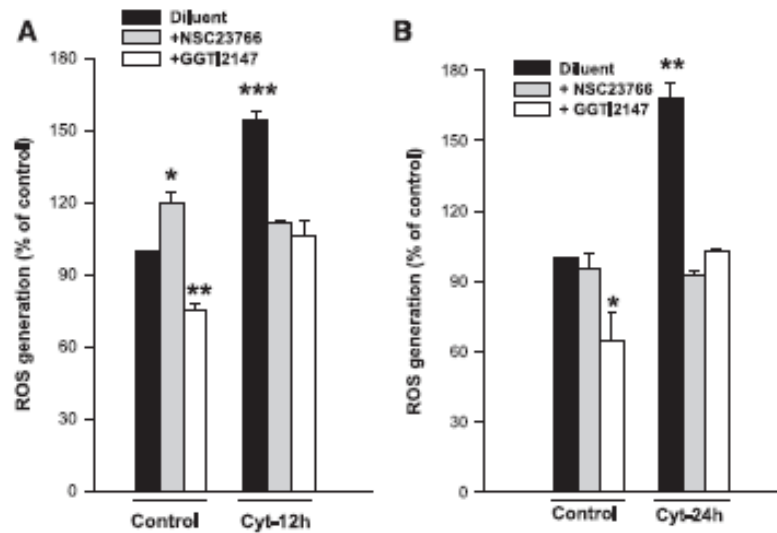 A
Diluent
+NSC23766
+GGTI2147
ROS generation (% of control)
180
150
120
90
60
30
0
*
**
***
Control
Cyt-12h
B
Diluent
+ NSC23766
+ GGTI2147
ROS generation (% of control)
180
150
120
90
60
30
0
*
**
Control
Cyt-24h